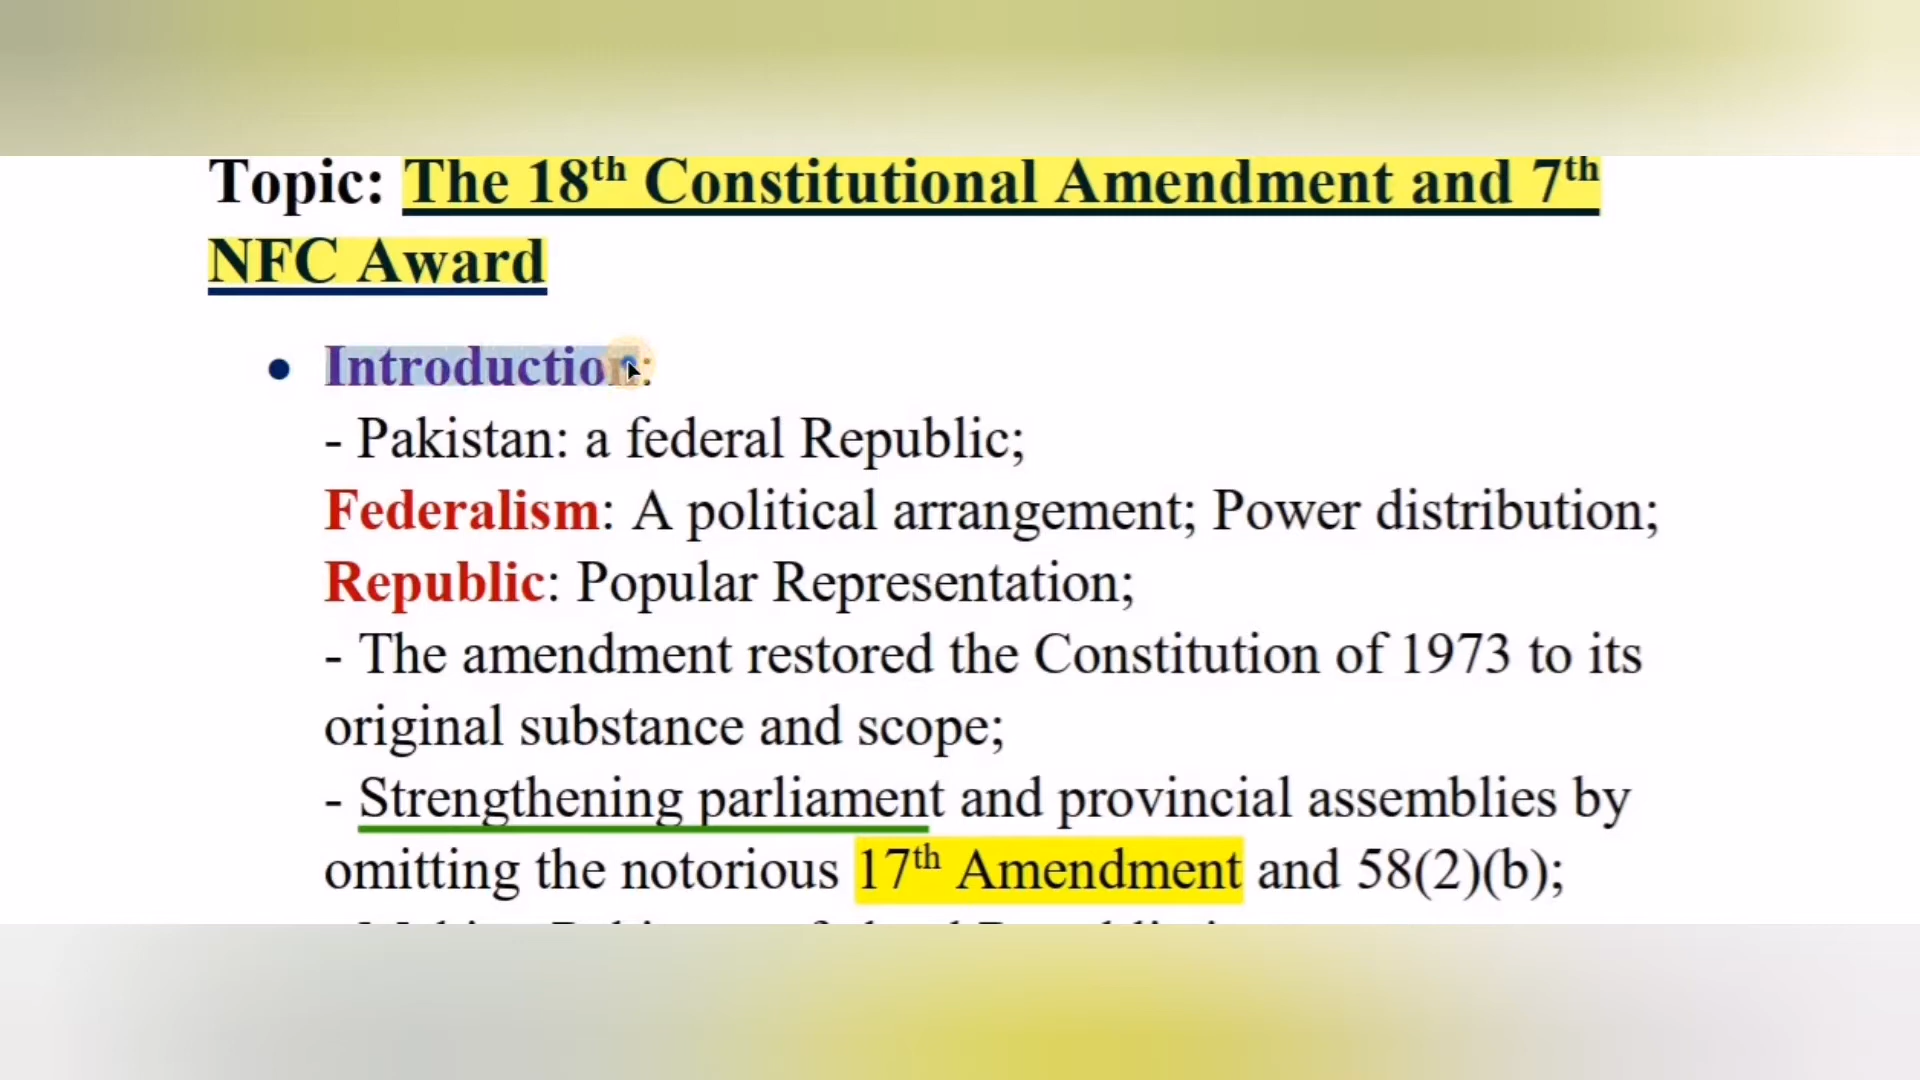 Topic: The 18th Constitutional Amendment and 7th
NFC Award
• Introduction:
- Pakistan: a federal Republic;
Federalism: A political arrangement; Power distribution;
Republic: Popular Representation;
- The amendment restored the Constitution of 1973 to its
original substance and scope;
- Strengthening parliament and provincial assemblies by
omitting the notorious 17th Amendment and 58(2)(b);